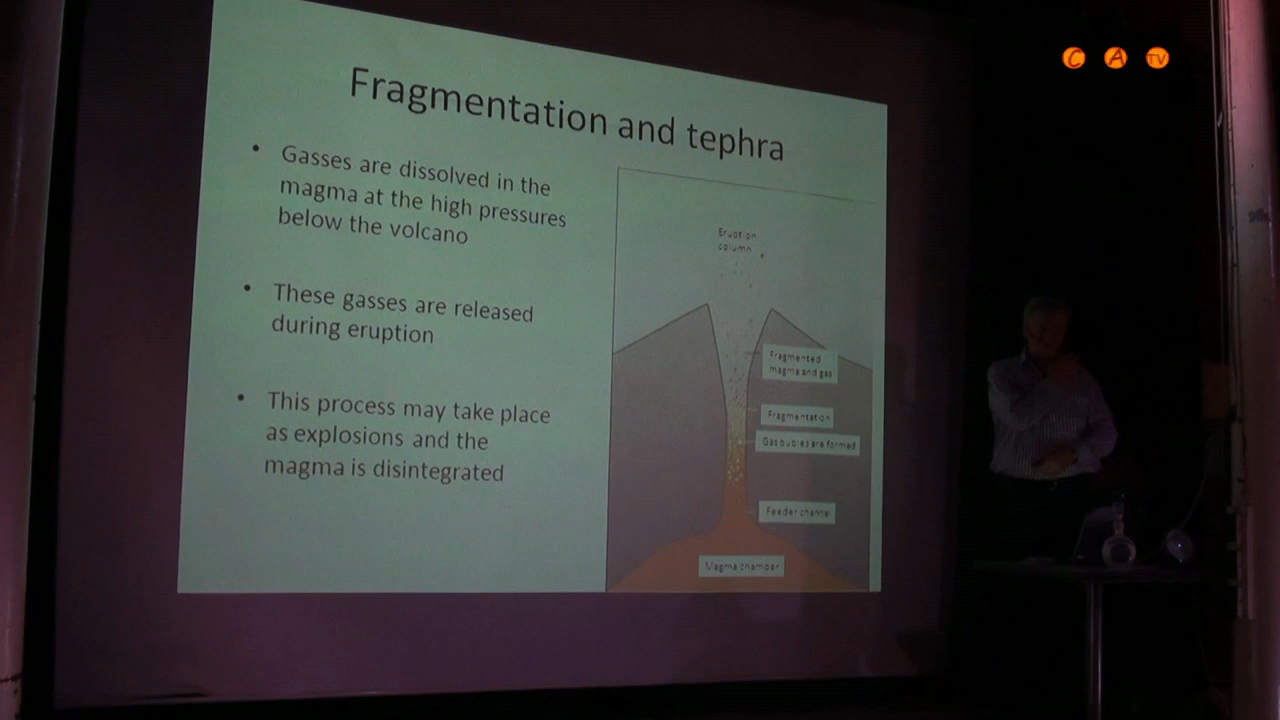 C A TV
Fragmentation and tephra
• Gasses are dissolved in the
magma at the high pressures
below the volcano
• These gasses are released
during eruption
• This process may take place
as explosions and the
magma is disintegrated
Eruption
column
Fragmented
magma and gas
Fragmentation
Gas bubles are formed
Feeder channel
Magma chamber